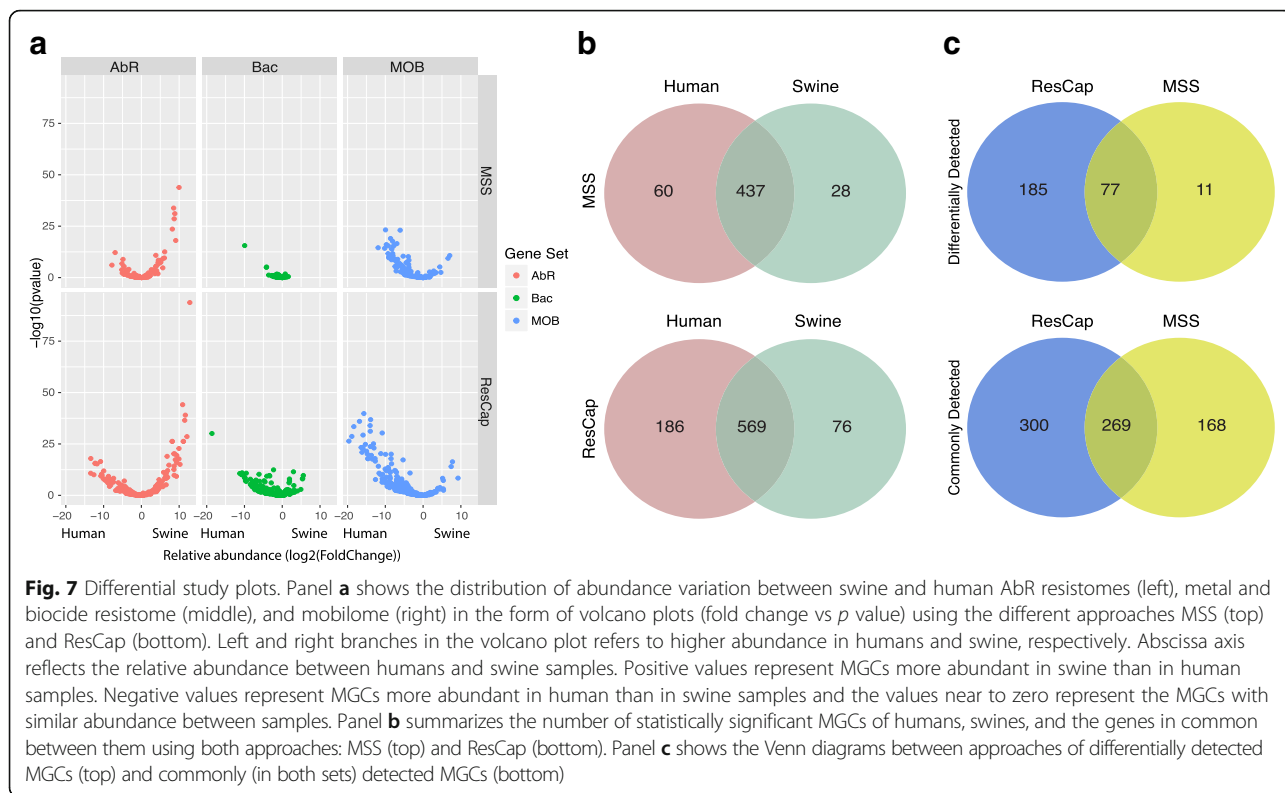 a
AbR
Bac
MOB
MSS
ResCap
−log10(pvalue)
75
50
25
0
75
50
25
0
−20
−10
0
10
−20
−10
0
10
−20
−10
0
10
Human
Swine
Human
Swine
Human
Swine
Relative abundance (log2(FoldChange))
Gene Set
AbR
Bac
MOB
b
Human
Swine
MSS
60
437
28
Human
Swine
ResCap
186
569
76
c
ResCap
MSS
Differentially Detected
185
77
11
ResCap
MSS
Commonly Detected
300
269
168
Fig. 7 Differential study plots. Panel a shows the distribution of abundance variation between swine and human AbR resistomes (left), metal and
biocide resistome (middle), and mobilome (right) in the form of volcano plots (fold change vs p value) using the different approaches MSS (top)
and ResCap (bottom). Left and right branches in the volcano plot refers to higher abundance in humans and swine, respectively. Abscissa axis
reflects the relative abundance between humans and swine samples. Positive values represent MGCs more abundant in swine than in human
samples. Negative values represent MGCs more abundant in human than in swine samples and the values near to zero represent the MGCs with
similar abundance between samples. Panel b summarizes the number of statistically significant MGCs of humans, swines, and the genes in common
between them using both approaches: MSS (top) and ResCap (bottom). Panel c shows the Venn diagrams between approaches of differentially detected
MGCs (top) and commonly (in both sets) detected MGCs (bottom)